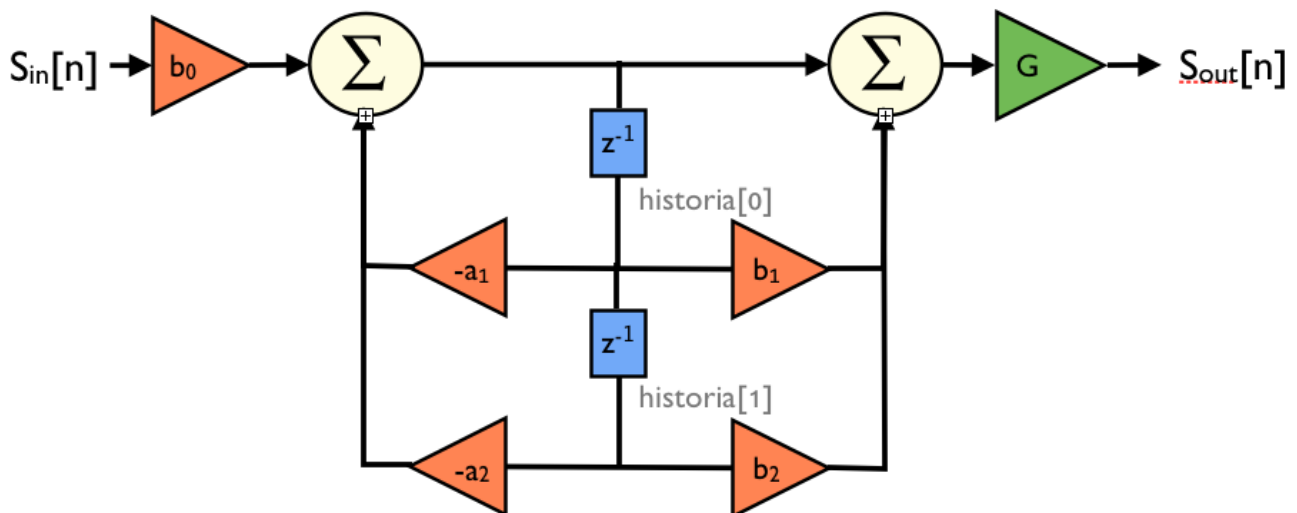 Sin[n]
b0
Σ
Σ
G
Sout[n]
z-1
historia[0]
-a1
b1
z-1
historia[1]
-a2
b2